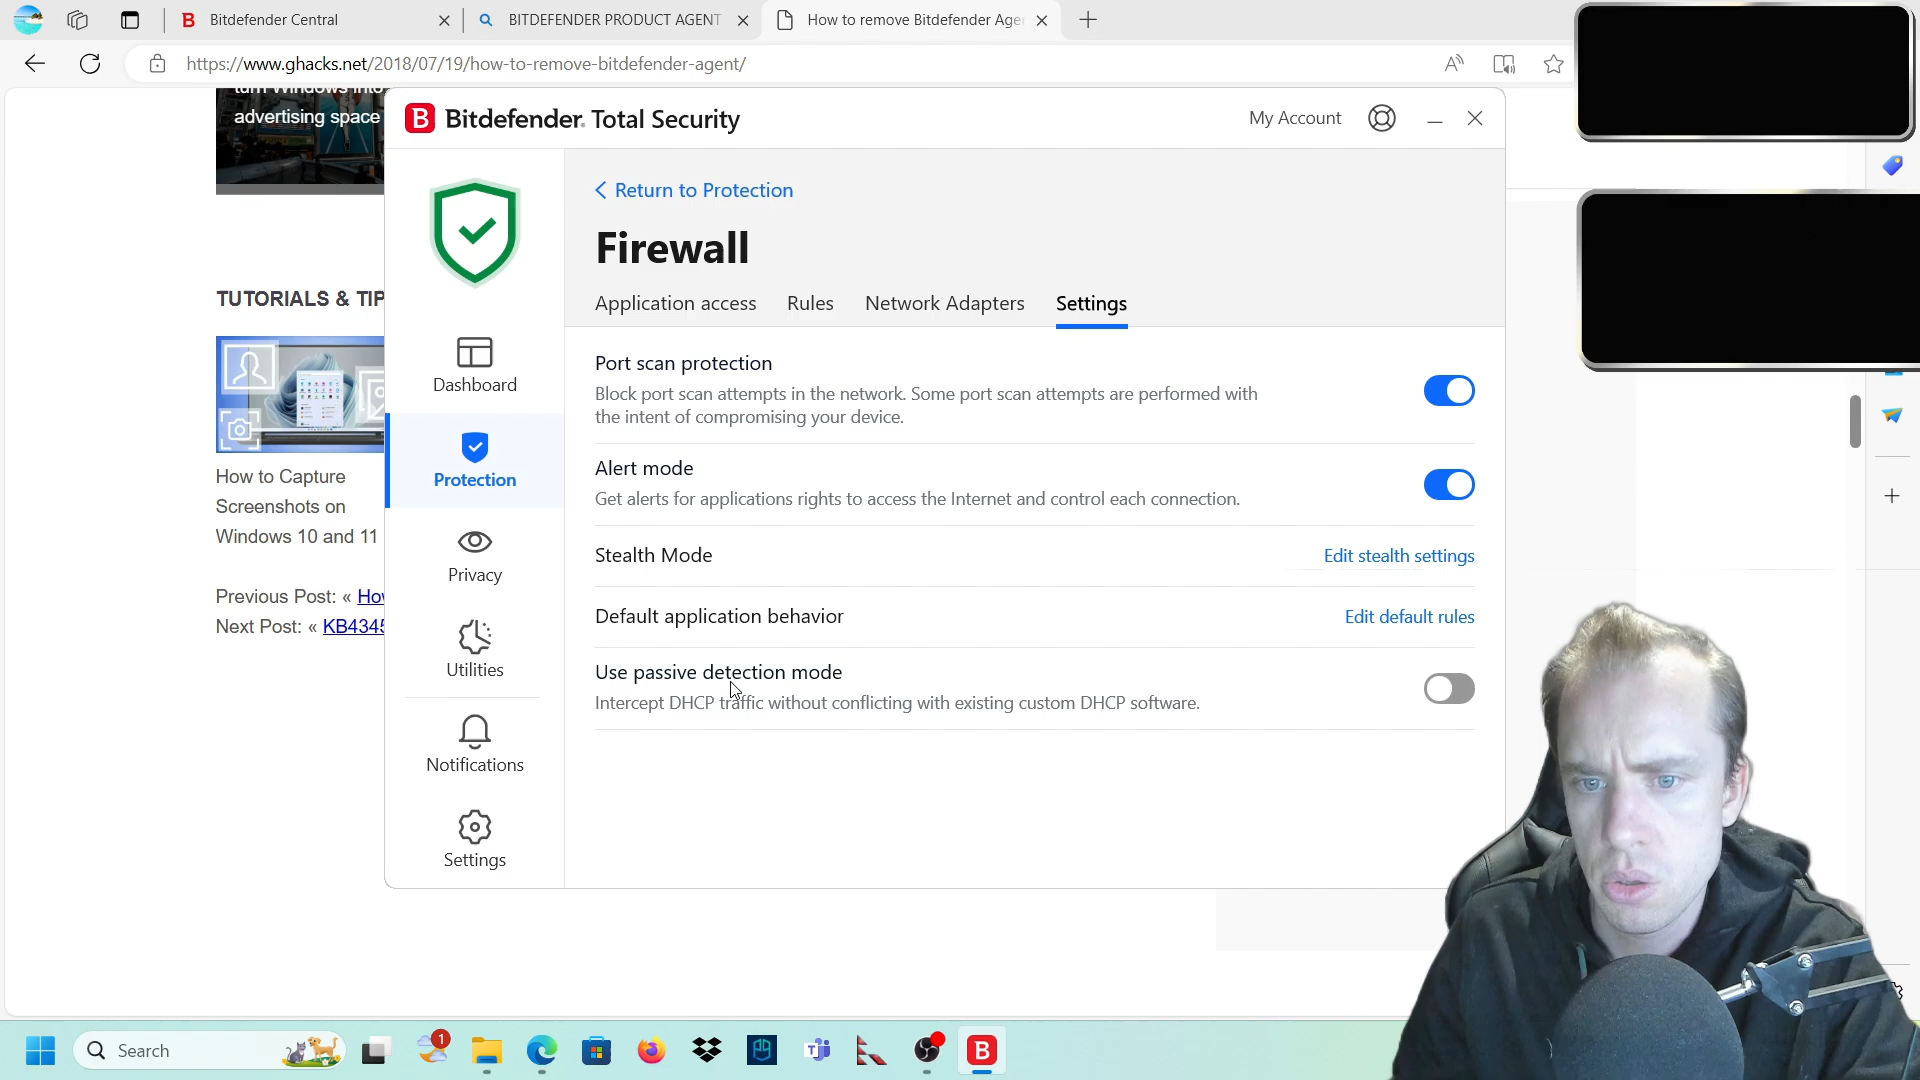 Bitdefender Central
BITDEFENDER PRODUCT AGENT
How to remove Bitdefender Age
https://www.ghacks.net/2018/07/19/how-to-remove-bitdefender-agent/
turn Windows into
advertising space
TUTORIALS & TIP
How to Capture
Screenshots on
Windows 10 and 11
Previous Post: « How
Next Post: « KB4345
B Bitdefender Total Security
My Account
Return to Protection
Firewall
Application access
Rules
Network Adapters
Settings
Dashboard
Protection
Privacy
Utilities
Notifications
Settings
Port scan protection
Block port scan attempts in the network. Some port scan attempts are performed with
the intent of compromising your device.
Alert mode
Get alerts for applications rights to access the Internet and control each connection.
Stealth Mode
Edit stealth settings
Default application behavior
Edit default rules
Use passive detection mode
Intercept DHCP traffic without conflicting with existing custom DHCP software.
Search
1
B